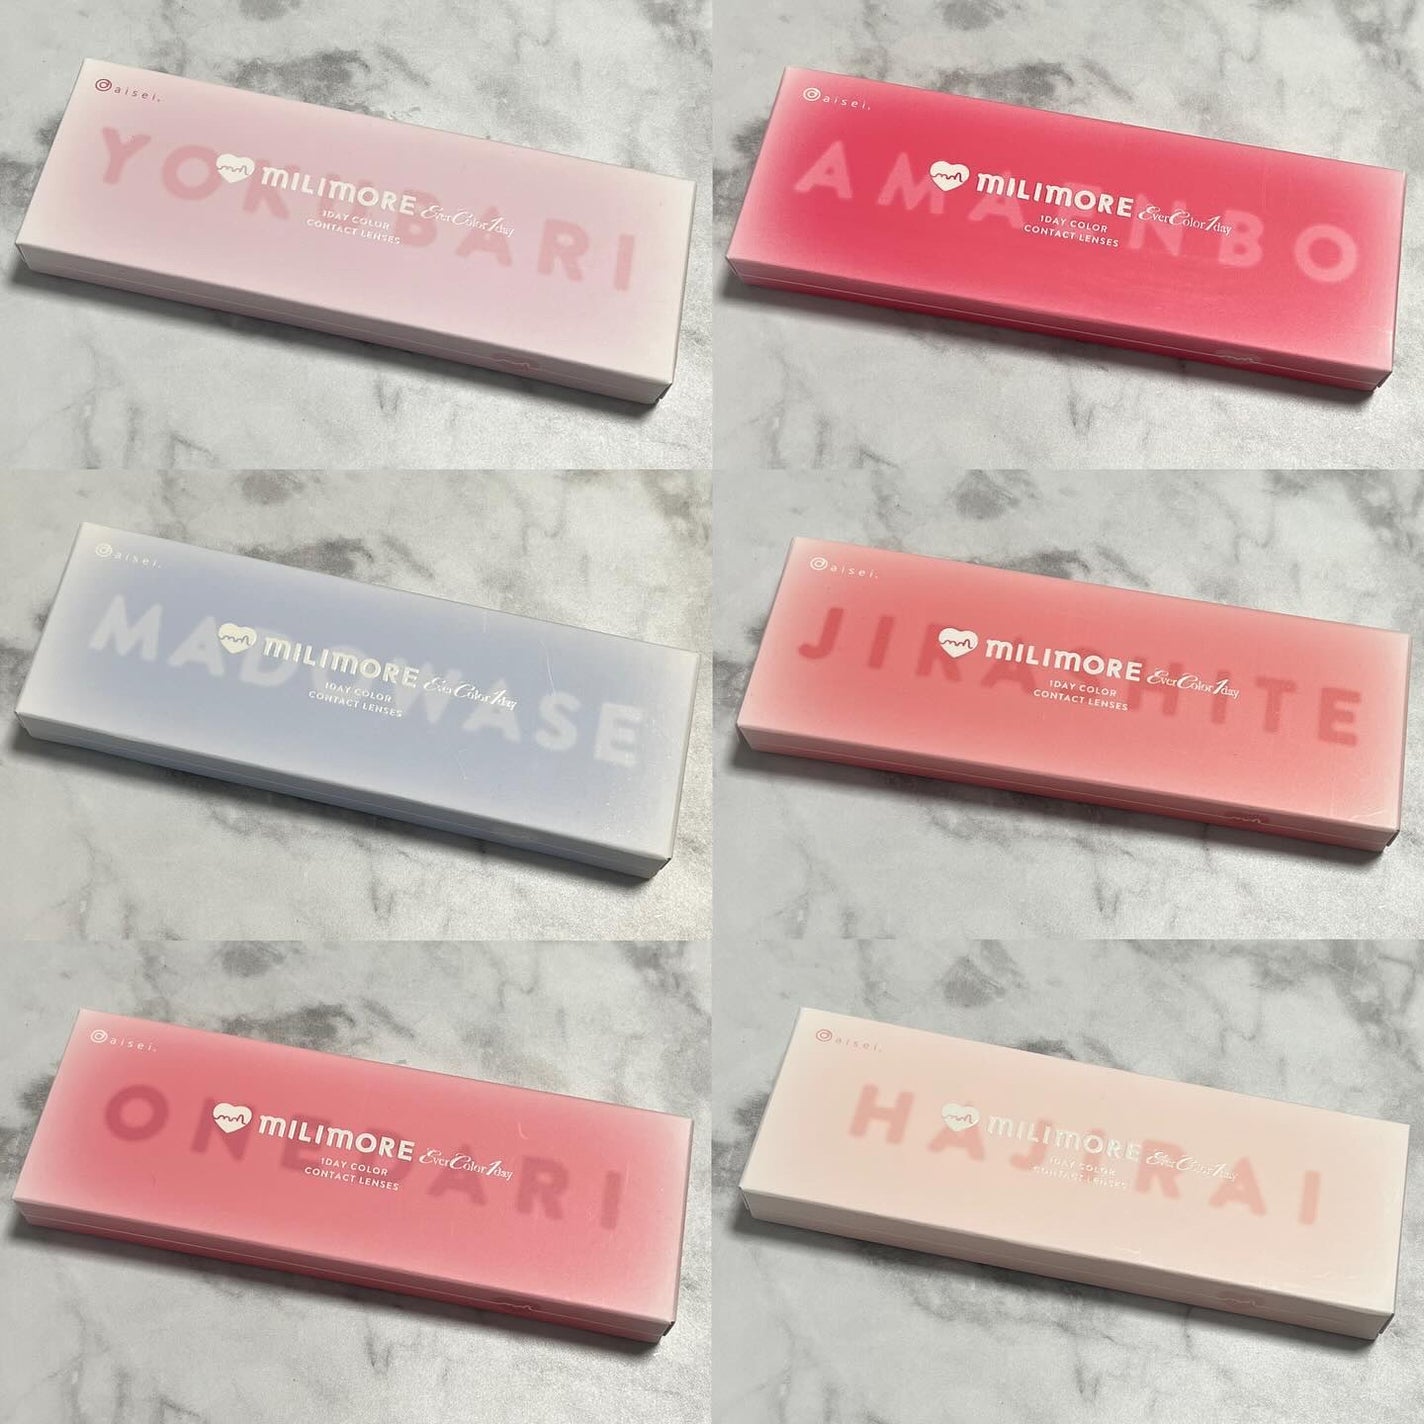 @aisei.
YOKUBARI
MILIMORE EverColor1day
1DAY COLOR
CONTACT LENSES
@aisei.
AMAENBO
MILIMORE EverColor1day
1DAY COLOR
CONTACT LENSES
@aisei.
MADOWASE
MILIMORE EverColor1day
1DAY COLOR
CONTACT LENSES
@aisei.
JIRASHITE
MILIMORE EverColor1day
1DAY COLOR
CONTACT LENSES
@aisei.
ONEDARI
MILIMORE EverColor1day
1DAY COLOR
CONTACT LENSES
@aisei.
HAJIRAI
MILIMORE EverColor1day
1DAY COLOR
CONTACT LENSES